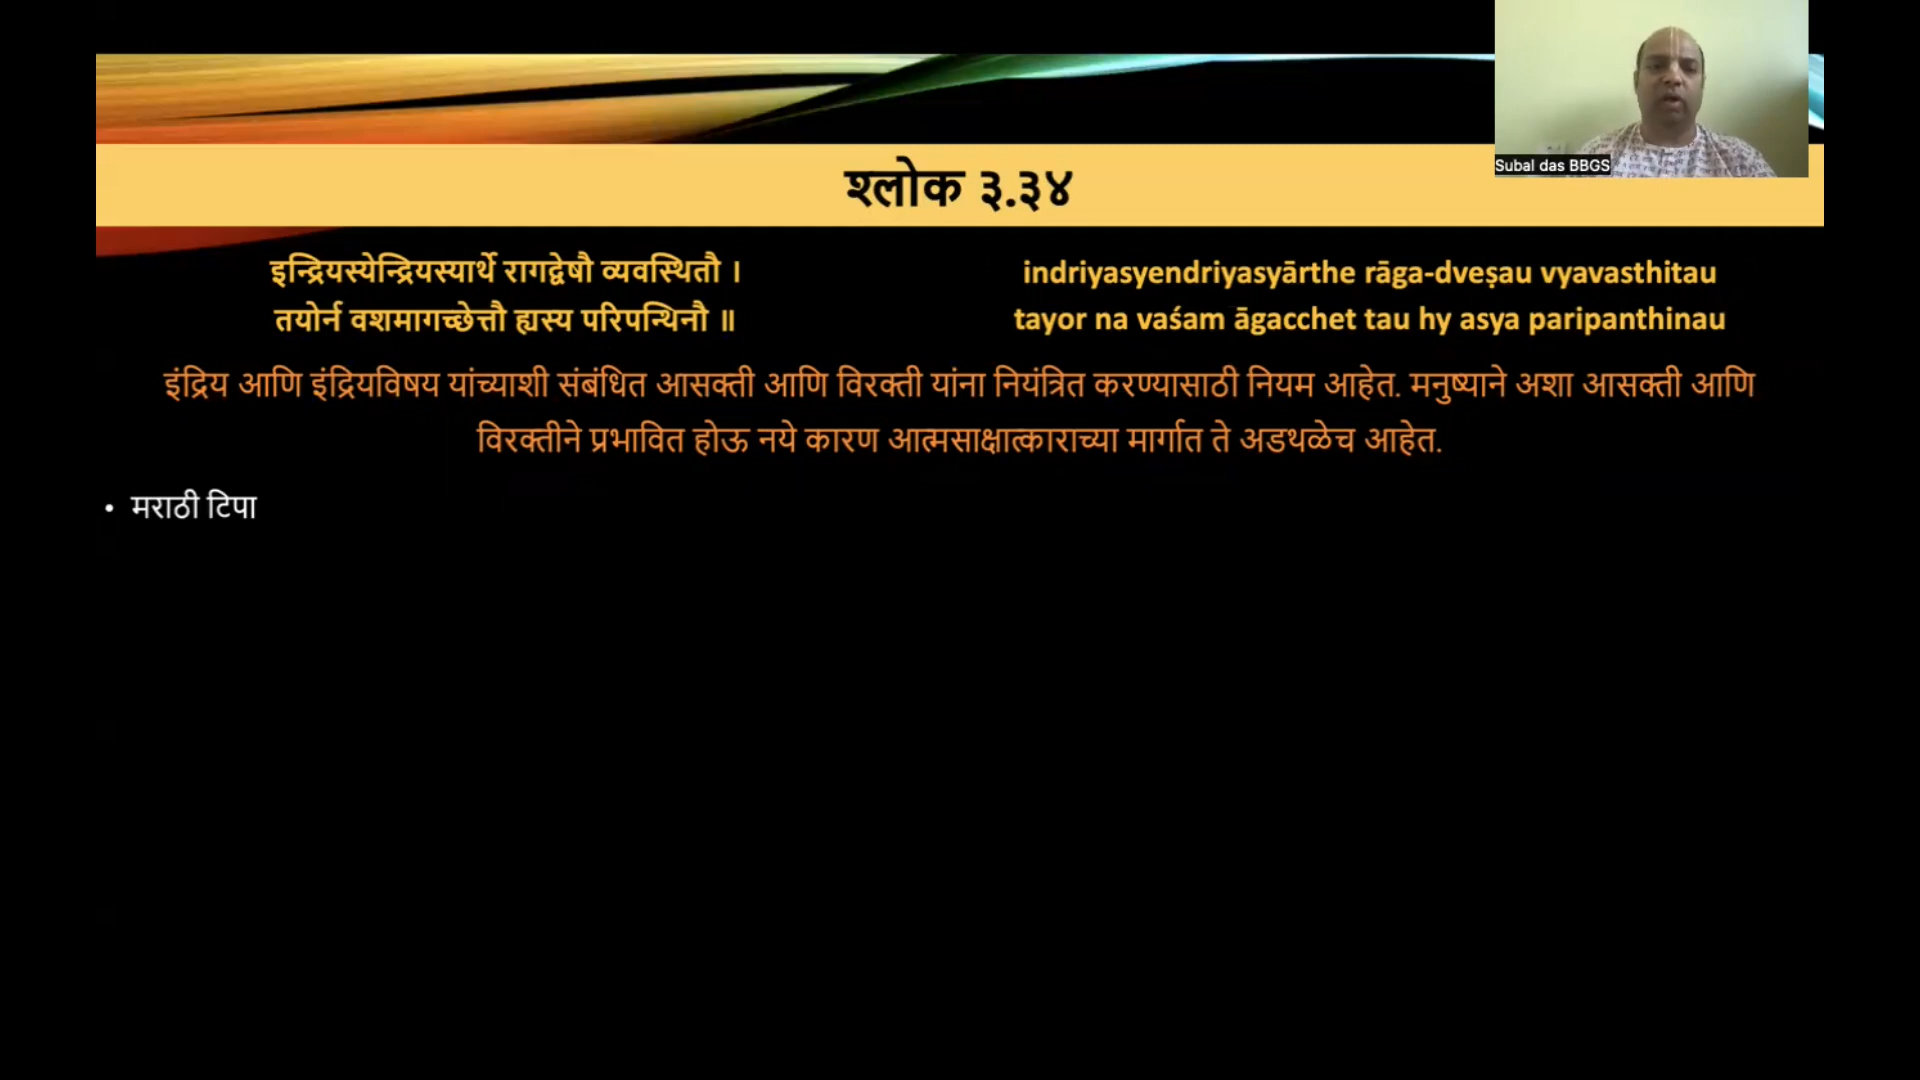 Subal das BBGS
श्लोक ३.३४
इन्द्रियस्येन्द्रियस्यार्थे रागद्वेषौ व्यवस्थितौ ।
तयोर्न वशमागच्छेत्तौ ह्यस्य परिपन्थिनौ ॥
indriyasyendriyasyārthe rāga-dveṣau vyavasthitau
tayor na vaśam āgacchet tau hy asya paripanthinau
इंद्रिय आणि इंद्रियविषय यांच्याशी संबंधित आसक्ती आणि विरक्ती यांना नियंत्रित करण्यासाठी नियम आहेत. मनुष्याने अशा आसक्ती आणि
विरक्तीने प्रभावित होऊ नये कारण आत्मसाक्षात्काराच्या मार्गात ते अडथळेच आहेत.
• मराठी टिपा